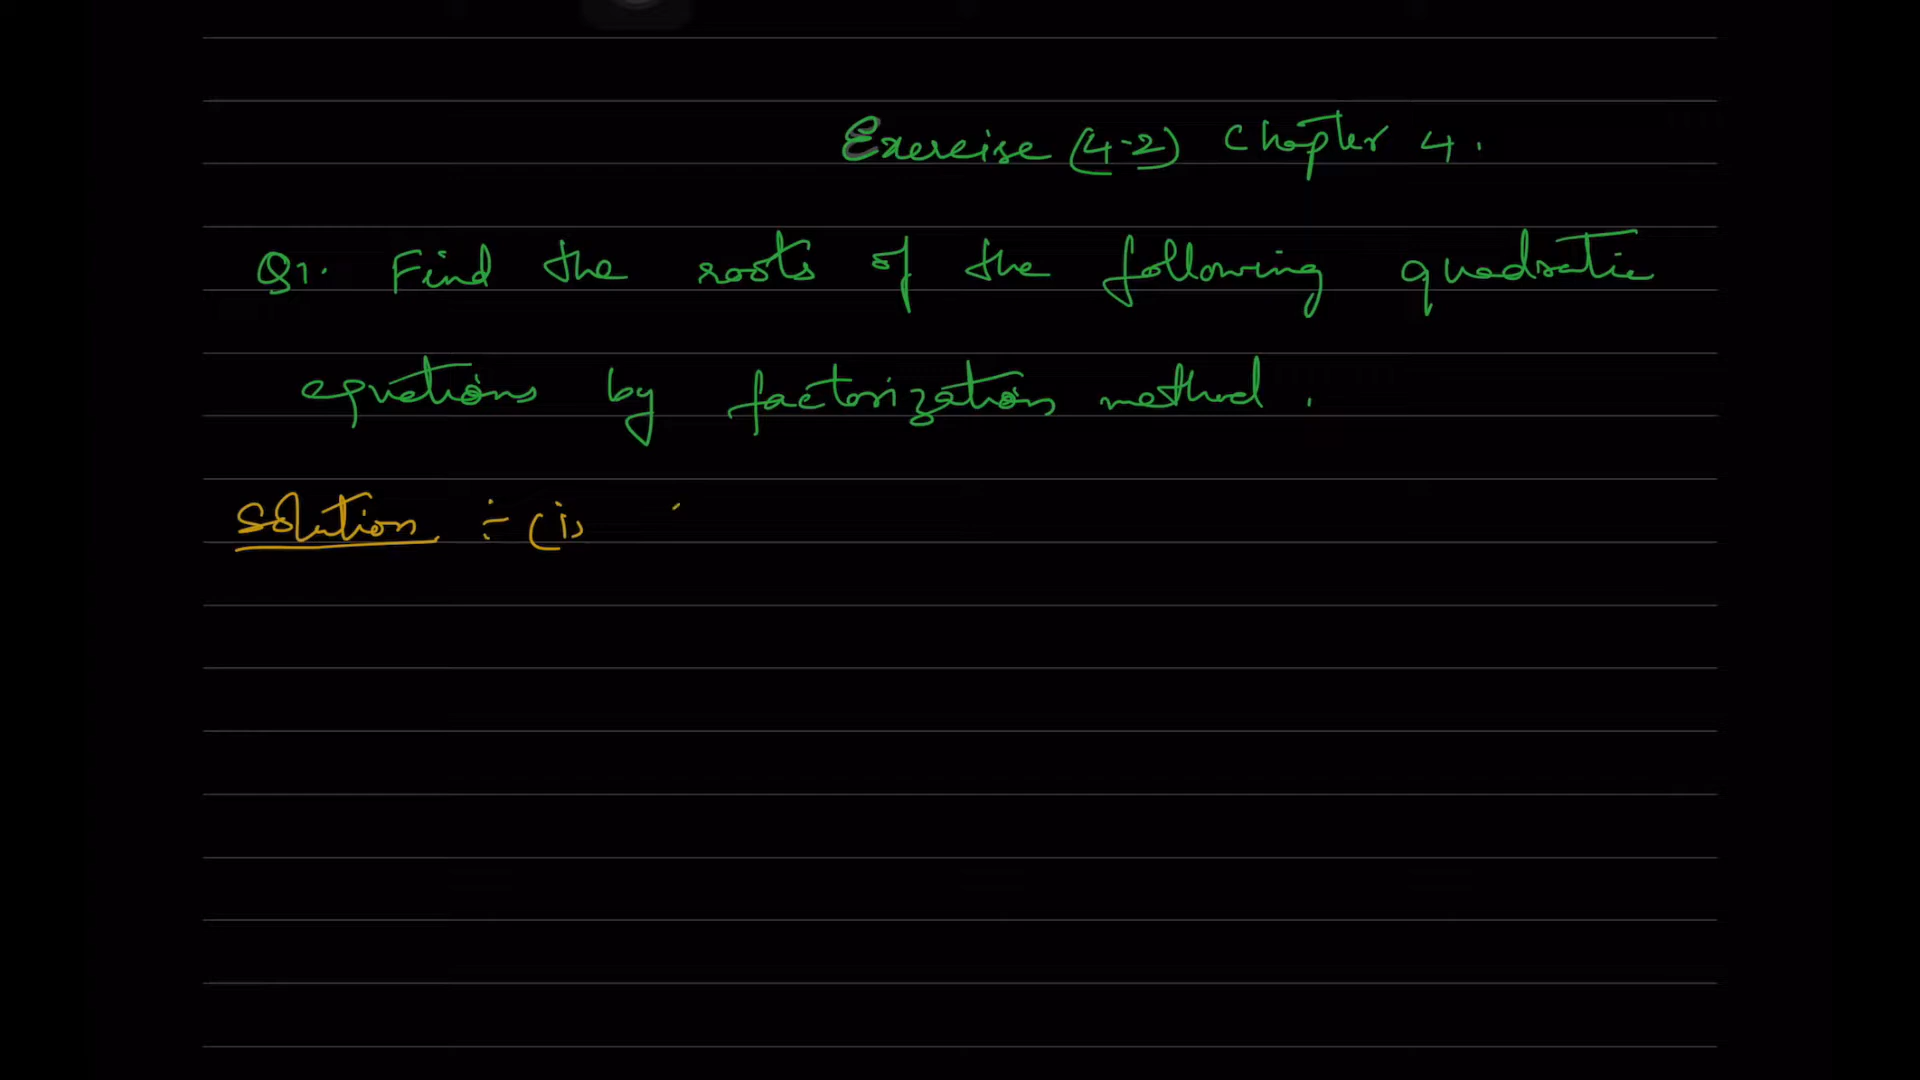 Exercise (4.2) Chapter 4.
Q1. Find the roots of the following quadratic
equations by factorization method.
Solution :- (i)